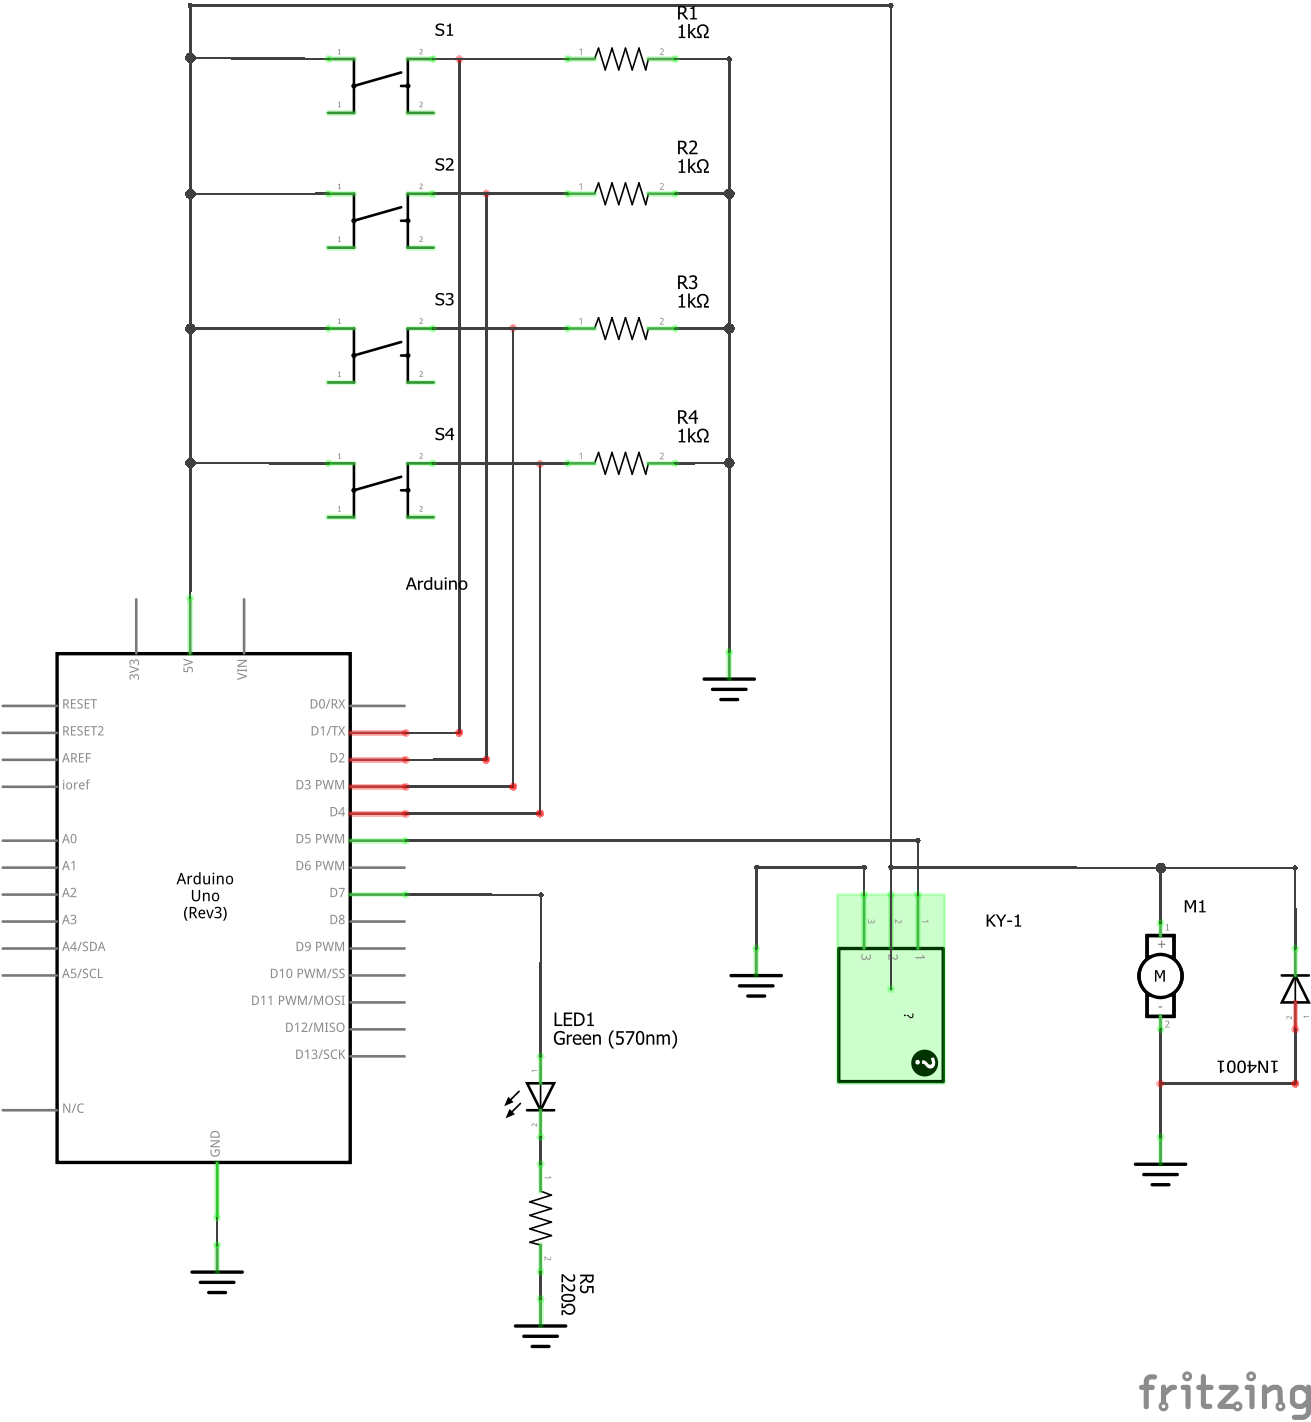 R1
1kΩ
S1
1
2
1
2
1
2
R2
1kΩ
S2
1
2
1
2
1
2
R3
1kΩ
S3
1
2
1
2
1
2
R4
1kΩ
S4
1
2
1
2
1
2
Arduino
3V3
5V
VIN
RESET
D0/RX
RESET2
D1/TX
AREF
D2
ioref
D3 PWM
D4
A0
D5 PWM
A1
D6 PWM
A2
D7
A3
D8
A4/SDA
D9 PWM
A5/SCL
D10 PWM/SS
D11 PWM/MOSI
D12/MISO
D13/SCK
N/C
GND
Arduino
Uno
(Rev3)
LED1
Green (570nm)
1
2
1
2
R5
220Ω
KY-1
3
2
1
3
2
1
?
?
M1
1
+
M
-
2
2
1
1N4001
fritzing